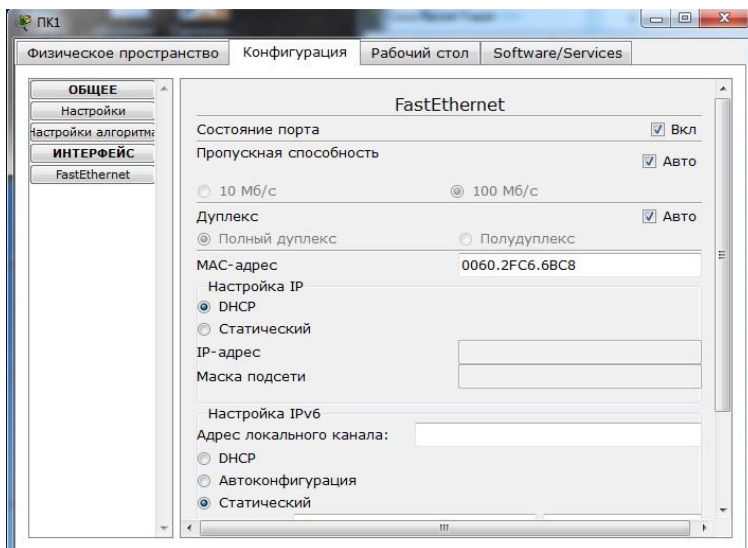 ПК1
Физическое пространство Конфигурация Рабочий стол Software/Services
ОБЩЕЕ
Настройки
Настройки алгоритма
ИНТЕРФЕЙС
FastEthernet
FastEthernet
Состояние порта Вкл
Пропускная способность Авто
10 Мб/с 100 Мб/с
Дуплекс Авто
Полный дуплекс Полудуплекс
MAC-адрес 0060.2FC6.6BC8
Настройка IP
DHCP
Статический
IP-адрес
Маска подсети
Настройка IPv6
Адрес локального канала:
DHCP
Автоконфигурация
Статический